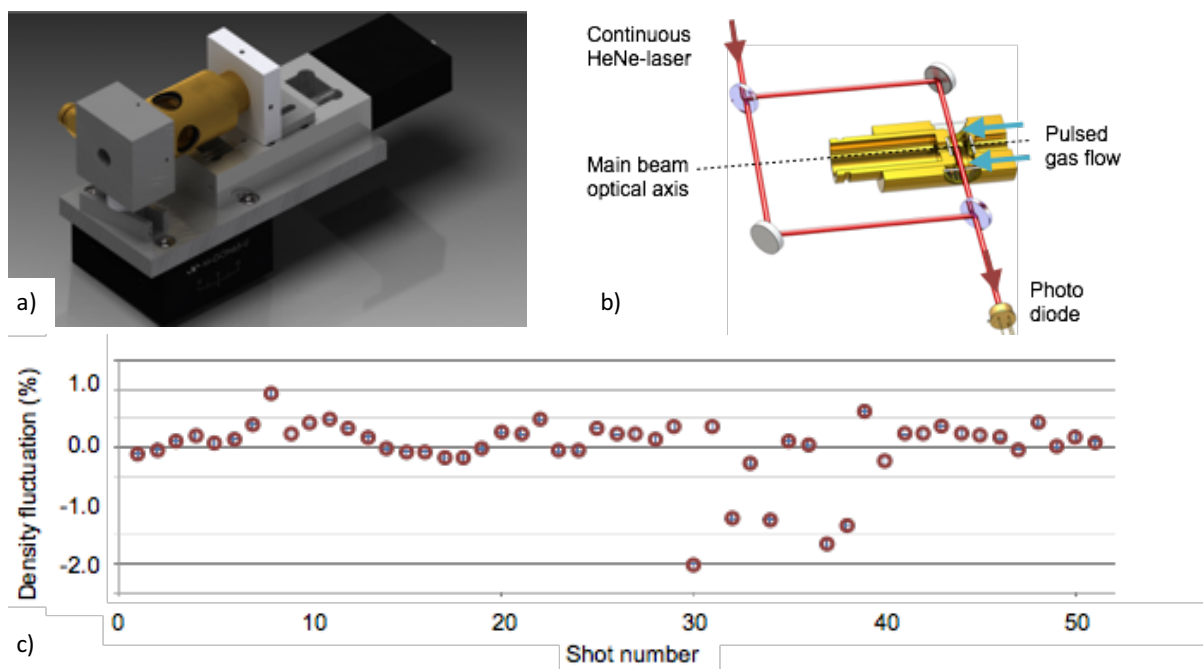 a)
b)
Continuous
HeNe-laser
Main beam
optical axis
Pulsed
gas flow
Photo
diode
c)
Density fluctuation (%)
1.0
0.0
-1.0
-2.0
0
10
20
30
40
50
Shot number